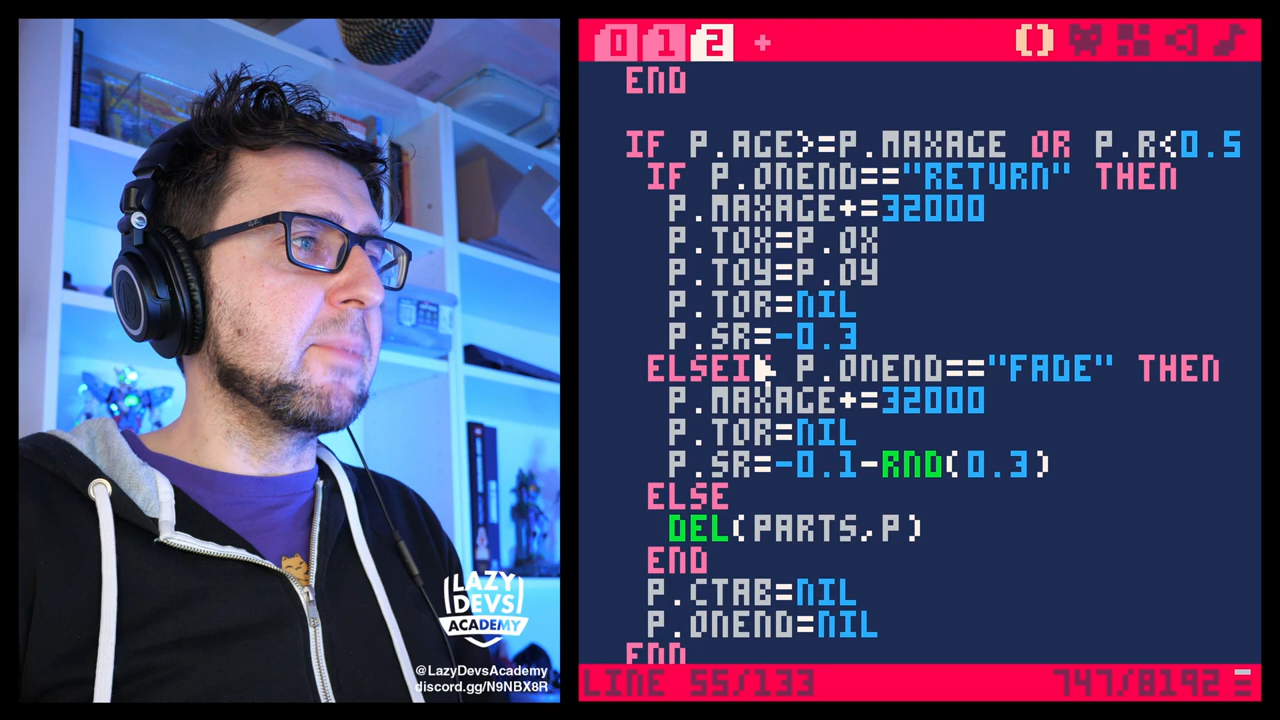 0 1 2 +
END
IF P.AGE>=P.MAXAGE OR P.R<0.5
IF P.ONEND=="RETURN" THEN
P.MAXAGE+=32000
P.TOX=P.OX
P.TOY=P.OY
P.TOR=NIL
P.SR=-0.3
ELSEIF P.ONEND=="FADE" THEN
P.MAXAGE+=32000
P.TOR=NIL
P.SR=-0.1-RND(0.3)
ELSE
DEL(PARTS,P)
END
P.CTAB=NIL
P.ONEND=NIL
END
LINE 55/133 747/8192
LAZY
DEVS
ACADEMY
@LazyDevsAcademy
discord.gg/N9NBX8R